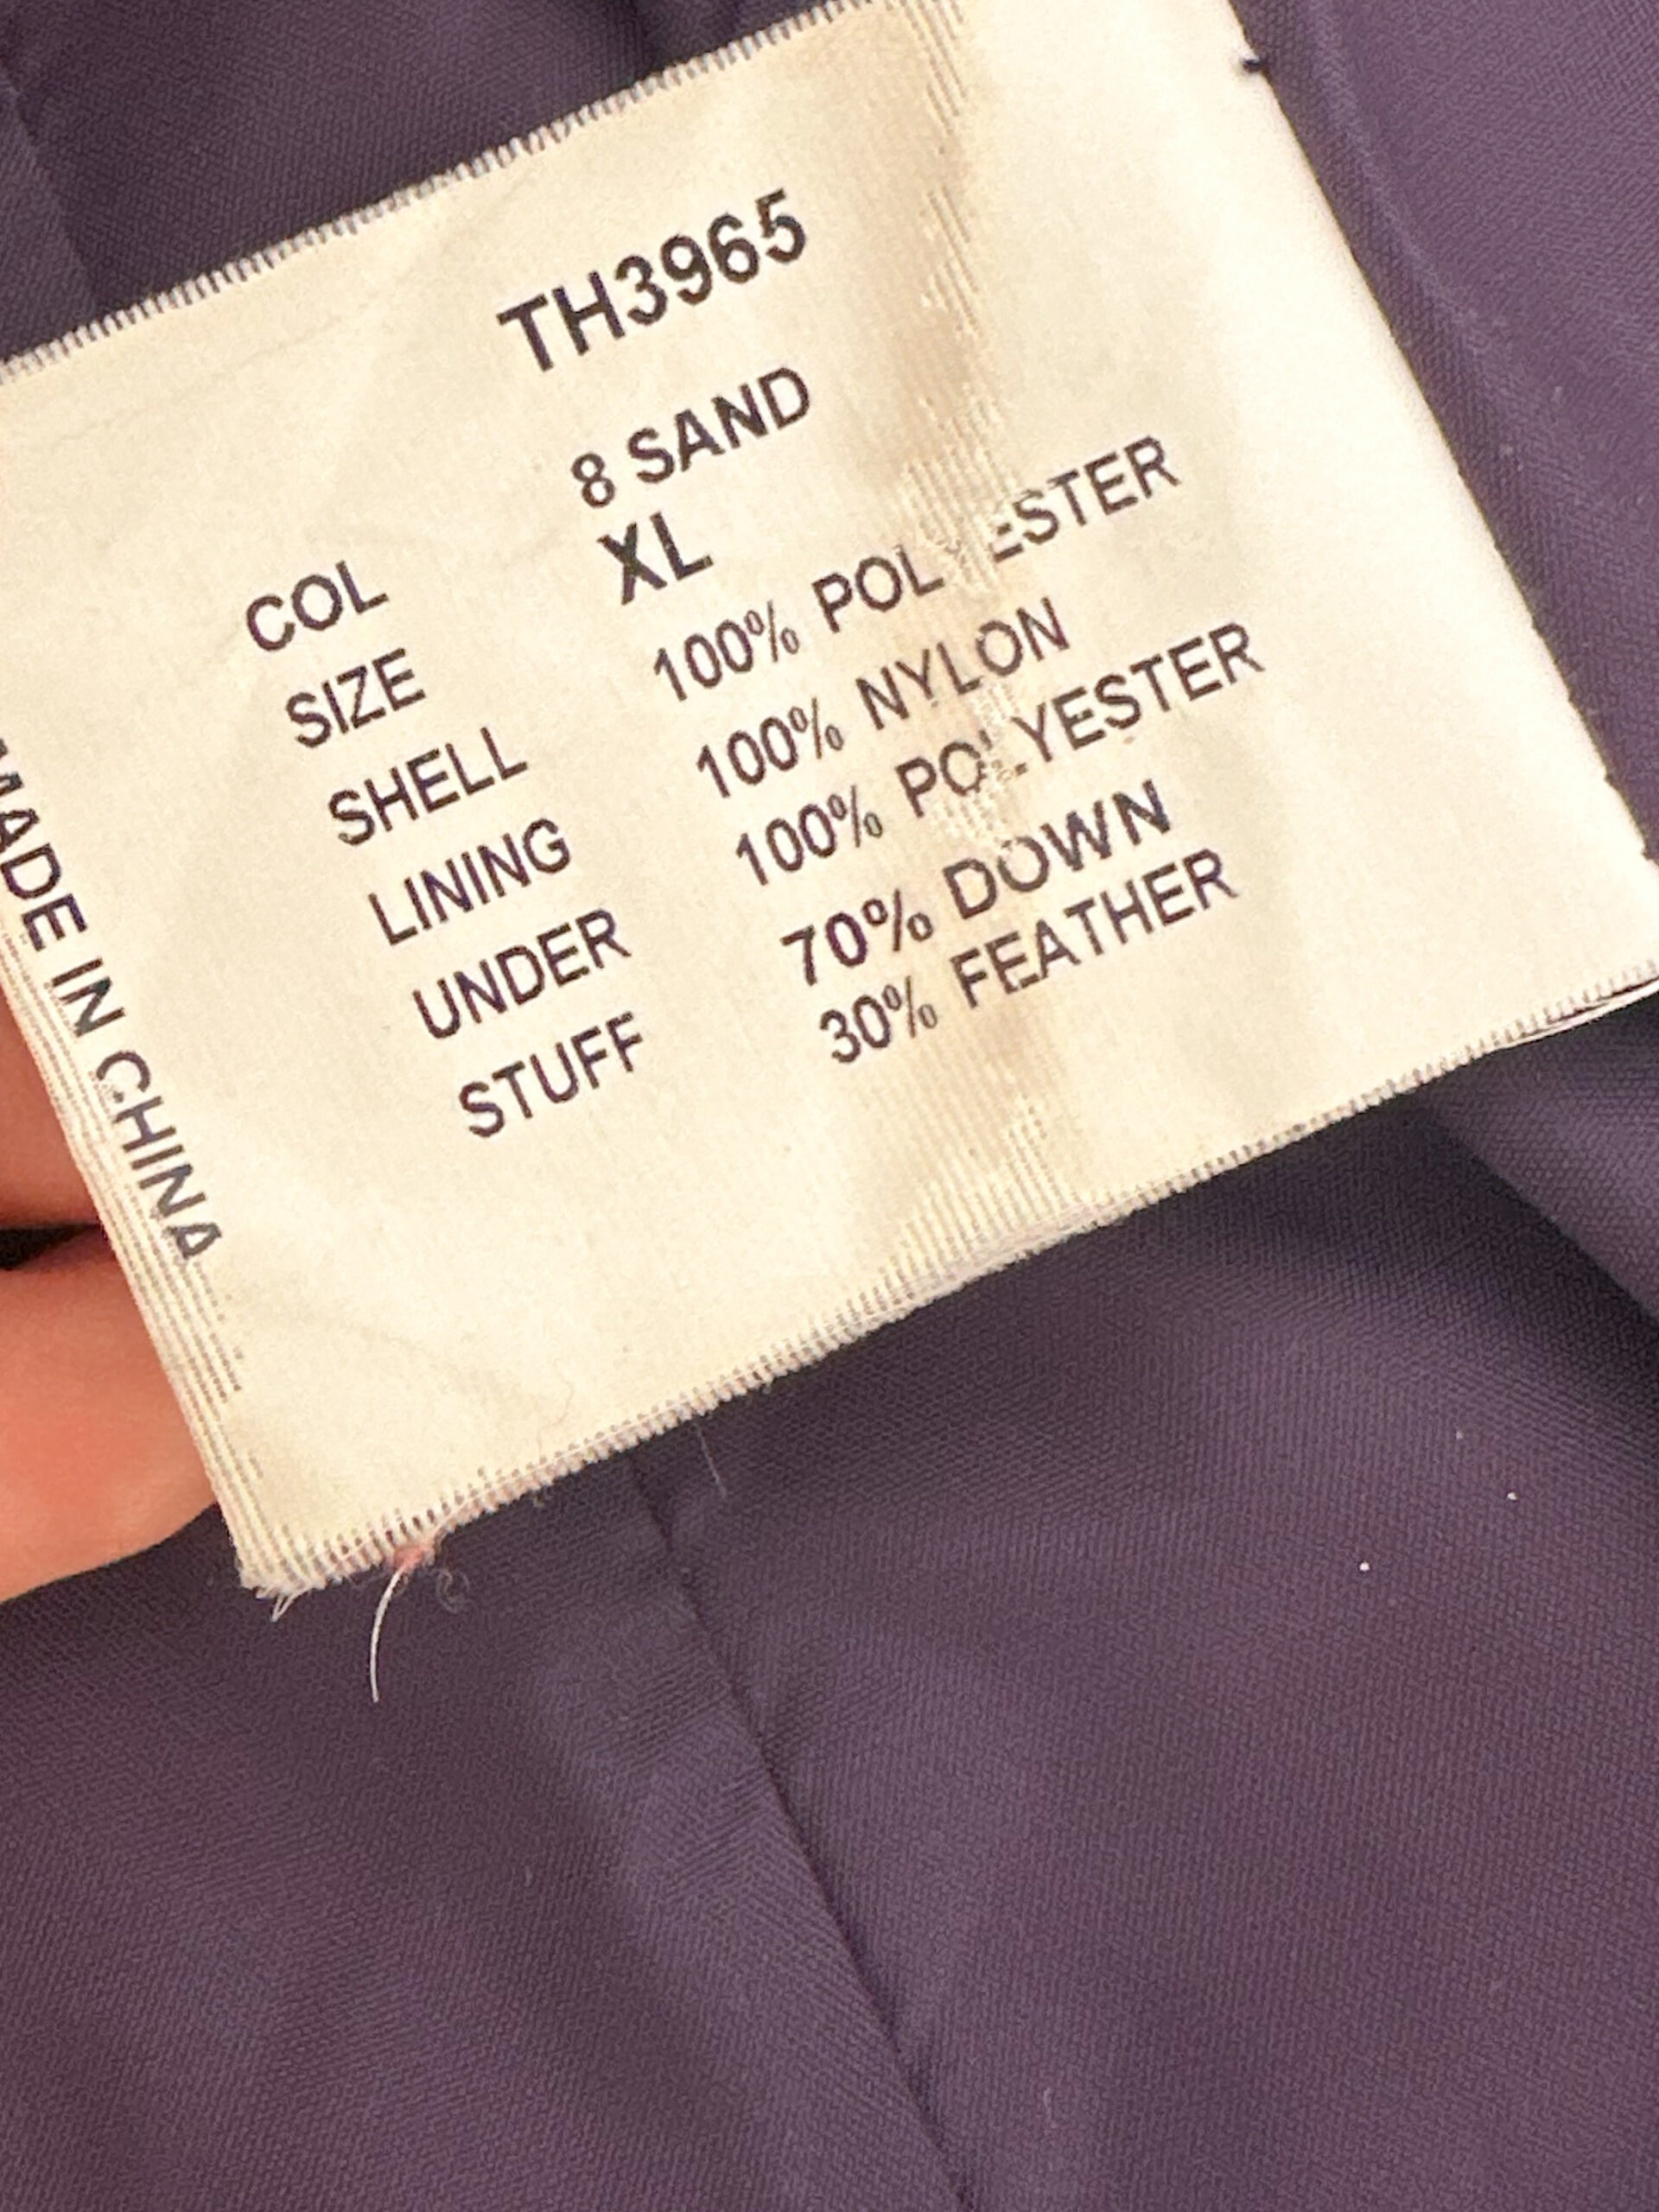 TH3965
COL 8 SAND
SIZE XL
SHELL 100% POLYESTER
LINING 100% NYLON
UNDER 100% POLYESTER
STUFF 70% DOWN
30% FEATHER
MADE IN CHINA